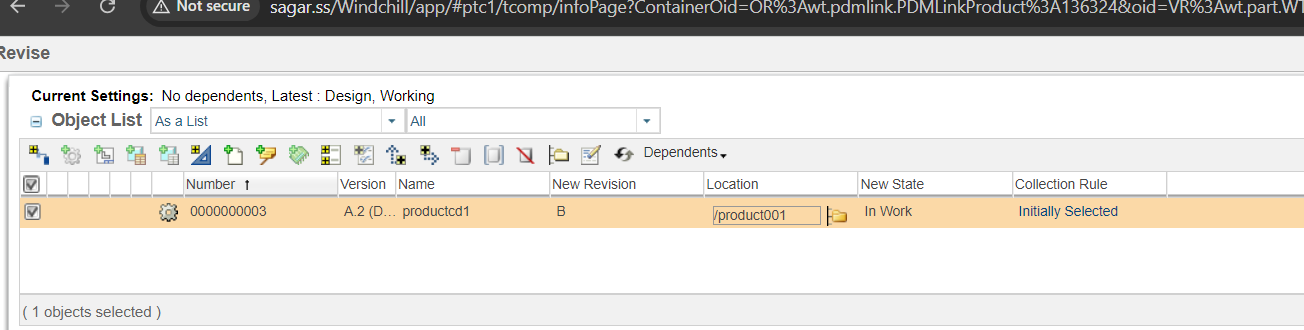 Not secure sagar.ss/Windchill/app/#ptc1/tcomp/infoPage?ContainerOid=OR%3Awt.pdmlink.PDMLinkProduct%3A136324&oid=VR%3Awt.part.WT
Revise
Current Settings: No dependents, Latest : Design, Working
Object List As a List All
Dependents
Number ↑ Version Name New Revision Location New State Collection Rule
0000000003 A.2 (D... productcd1 B /product001 In Work Initially Selected
( 1 objects selected )